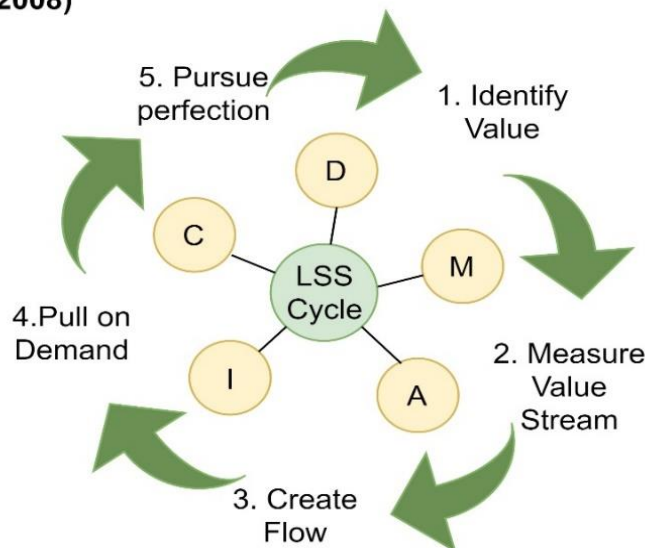 2008)
5. Pursue
perfection
1. Identify
Value
D
C
M
LSS
Cycle
4.Pull on
Demand
I
A
2. Measure
Value
Stream
3. Create
Flow